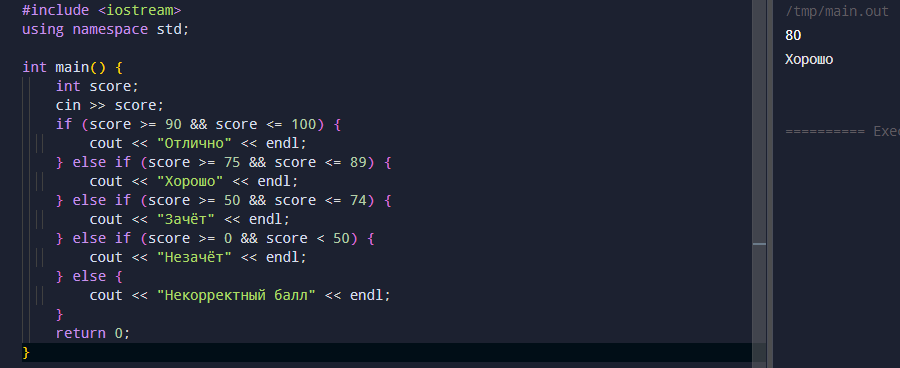 #include <iostream>
using namespace std;
int main() {
int score;
cin >> score;
if (score >= 90 && score <= 100) {
cout << "Отлично" << endl;
} else if (score >= 75 && score <= 89) {
cout << "Хорошо" << endl;
} else if (score >= 50 && score <= 74) {
cout << "Зачёт" << endl;
} else if (score >= 0 && score < 50) {
cout << "Незачёт" << endl;
} else {
cout << "Некорректный балл" << endl;
}
return 0;
}
/tmp/main.out
80
Хорошо
========== Exec